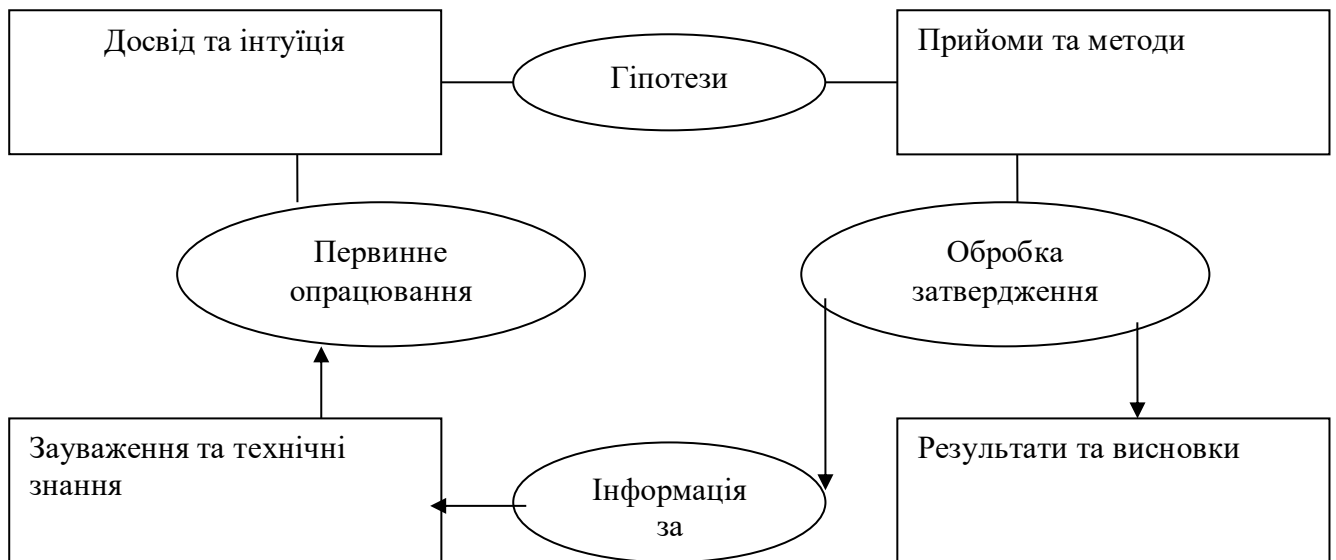 Досвід та інтуїція
Гіпотези
Прийоми та методи
Первинне
опрацювання
Обробка
затвердження
Зауваження та технічні
знання
Інформація
за
Результати та висновки